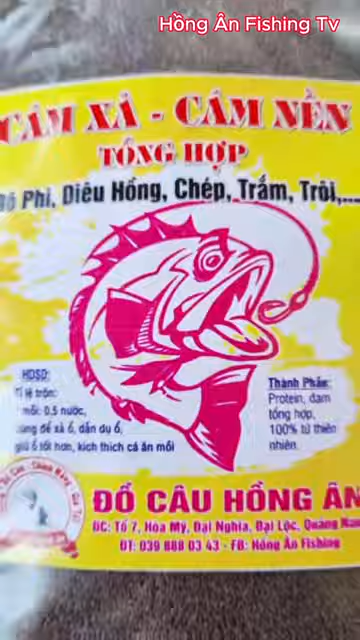 Hồng Ân Fishing Tv
CÁM XẢ - CÁM NỀN
TỔNG HỢP
Rô Phi, Diêu Hồng, Chép, Trắm, Trôi,....
HDSD:
Tỉ lệ trộn:
mồi: 0,5 nước,
dùng để xả ổ, dẫn dụ ổ,
giữ ổ tốt hơn, kích thích cá ăn mồi
Thành Phần:
Protein, đạm
tổng hợp,
100% từ thiên
nhiên.
ĐỒ CÂU HỒNG ÂN
ĐC: Tổ 7, Hòa Mỹ, Đại Nghĩa, Đại Lộc, Quảng Nam
ĐT: 039 888 03 43 - FB: Hồng Ân Fishing